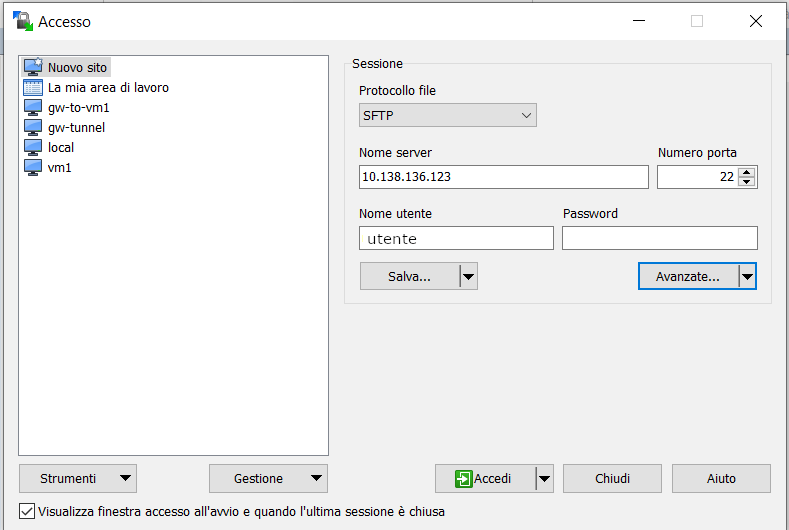 Accesso
Nuovo sito
La mia area di lavoro
gw-to-vm1
gw-tunnel
local
vm1
Sessione
Protocollo file
SFTP
Nome server
Numero porta
10.138.136.123
22
Nome utente
Password
utente
Salva...
Avanzate...
Strumenti
Gestione
Accedi
Chiudi
Aiuto
Visualizza finestra accesso all'avvio e quando l'ultima sessione è chiusa